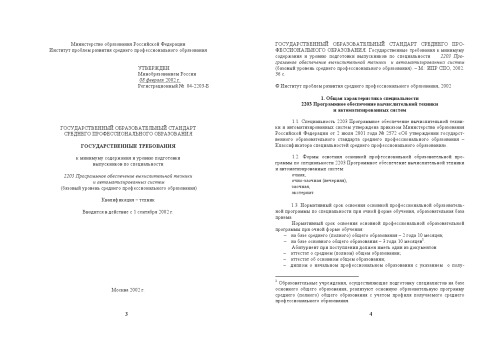 Министерство образования Российской Федерации
Институт проблем развития среднего профессионального образования
УТВЕРЖДЕН
Минобразованием России
08 февраля 2002 г.
Регистрационный № 04-2203-Б
ГОСУДАРСТВЕННЫЙ ОБРАЗОВАТЕЛЬНЫЙ СТАНДАРТ
СРЕДНЕГО ПРОФЕССИОНАЛЬНОГО ОБРАЗОВАНИЯ
ГОСУДАРСТВЕННЫЕ ТРЕБОВАНИЯ
к минимуму содержания и уровню подготовки
выпускников по специальности
2203 Программное обеспечение вычислительной техники
и автоматизированных систем
(базовый уровень среднего профессионального образования)
Квалификация – техник
Вводится в действие с 1 сентября 2002 г
Москва 2002 г
3
ГОСУДАРСТВЕННЫЙ ОБРАЗОВАТЕЛЬНЫЙ СТАНДАРТ СРЕДНЕГО ПРО-
ФЕССИОНАЛЬНОГО ОБРАЗОВАНИЯ. Государственные требования к минимуму
содержания и уровню подготовки выпускников по специальности 2203 Про-
граммное обеспечение вычислительной техники и автоматизированных систем
(базовый уровень среднего профессионального образования). – М.: ИПР СПО, 2002.
36 с.
© Институт проблем развития среднего профессионального образования, 2002
1. Общая характеристика специальности
2203 Программное обеспечение вычислительной техники
и автоматизированных систем
1.1 Специальность 2203 Программное обеспечение вычислительной техни-
ки и автоматизированных систем утверждена приказом Министерства образования
Российской Федерации от 2 июля 2001 года № 2572 «Об утверждении государст-
венного образовательного стандарта среднего профессионального образования –
Классификатора специальностей среднего профессионального образования».
1.2 Формы освоения основной профессиональной образовательной про-
граммы по специальности 2203 Программное обеспечение вычислительной техники
и автоматизированных систем:
очная,
очно-заочная (вечерняя),
заочная,
экстернат
1.3 Нормативный срок освоения основной профессиональной образователь-
ной программы по специальности при очной форме обучения, образовательная база
приема
Нормативный срок освоения основной профессиональной образовательной
программы при очной форме обучения:
– на базе среднего (полного) общего образования – 2 года 10 месяцев,
– на базе основного общего образования – 3 года 10 месяцев¹
Абитуриент при поступлении должен иметь один из документов:
– аттестат о среднем (полном) общем образовании,
– аттестат об основном общем образовании,
– диплом о начальном профессиональном образовании с указанием о полу-
¹ Образовательные учреждения, осуществляющие подготовку специалистов на базе
основного общего образования, реализуют основную образовательную программу
среднего (полного) общего образования с учетом профиля получаемого среднего
профессионального образования.
4